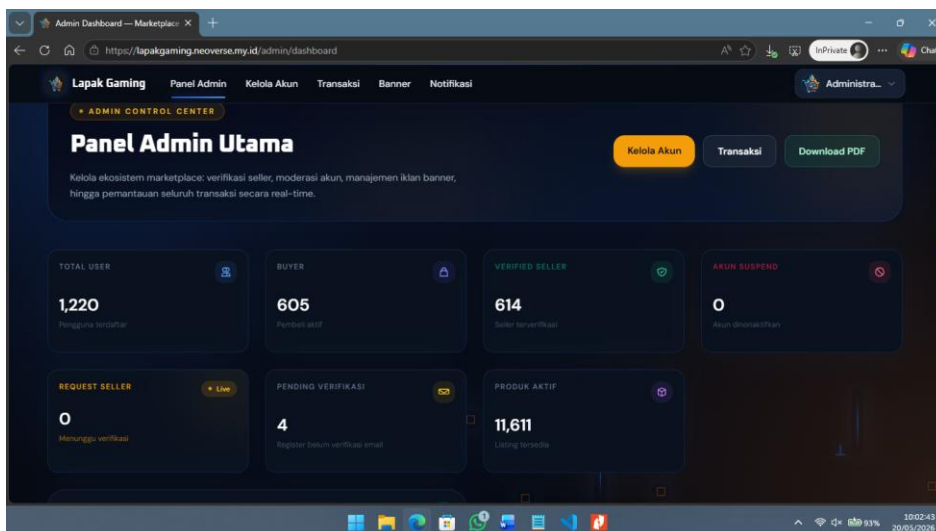 Admin Dashboard — Marketplace
https://lapakgaming.neoverse.my.id/admin/dashboard
InPrivate
Chat
Lapak Gaming
Panel Admin
Kelola Akun
Transaksi
Banner
Notifikasi
Administra...
ADMIN CONTROL CENTER
Panel Admin Utama
Kelola ekosistem marketplace: verifikasi seller, moderasi akun, manajemen iklan banner,
hingga pemantauan seluruh transaksi secara real-time.
Kelola Akun
Transaksi
Download PDF
TOTAL USER
1,220
Pengguna terdaftar
BUYER
605
Pembeli aktif
VERIFIED SELLER
614
Seller terverifikasi
AKUN SUSPEND
0
Akun dinonaktifkan
REQUEST SELLER
Live
0
Menunggu verifikasi
PENDING VERIFIKASI
4
Register belum verifikasi email
PRODUK AKTIF
11,611
Listing tersedia
1
93%
10:02:43
20/05/2026